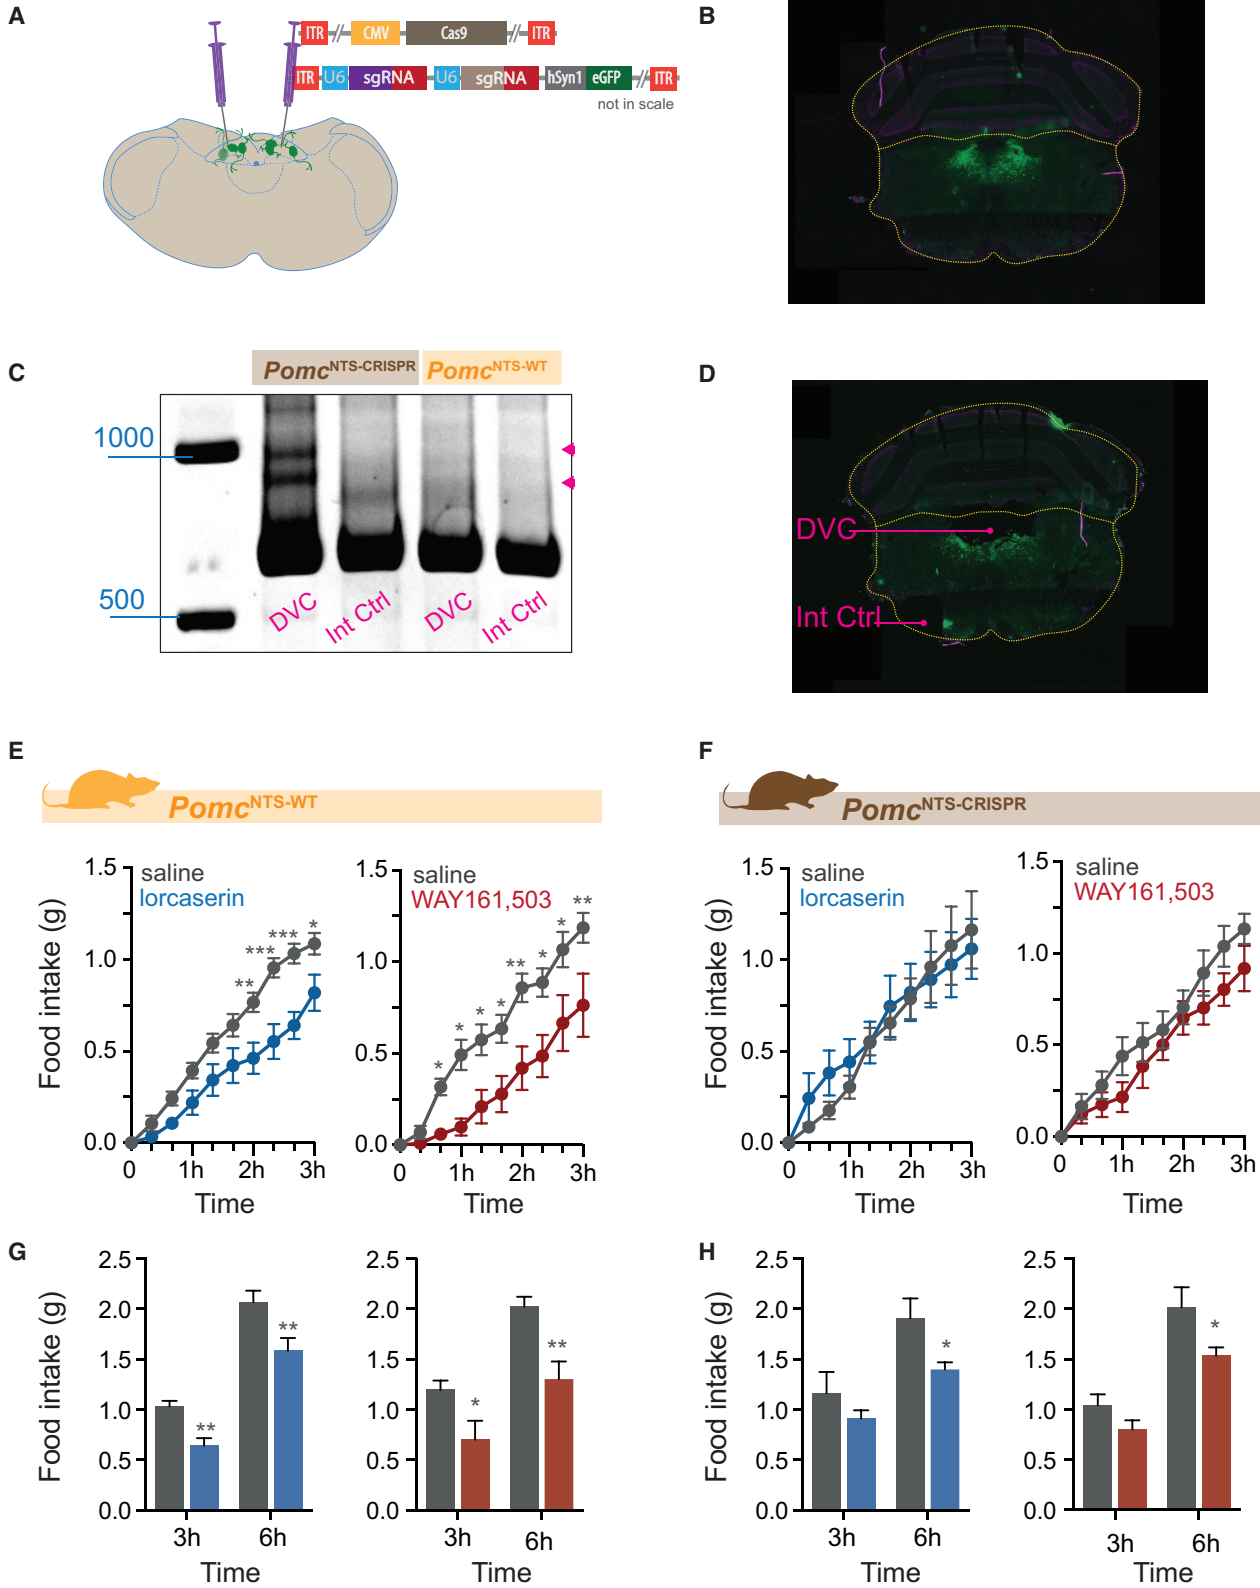 A
ITR // CMV Cas9 // ITR
ITR U6 sgRNA U6 sgRNA hSyn1 eGFP // ITR
not in scale
B
C
Pomc^NTS-CRISPR Pomc^NTS-WT
1000
500
DVC Int Ctrl DVC Int Ctrl
D
DVC
Int Ctrl
E
Pomc^NTS-WT
Food intake (g)
1.5
1.0
0.5
0.0
saline
lorcaserin
** *** *** *
0 1h 2h 3h
Time
1.5
1.0
0.5
0.0
saline
WAY161,503
* * * * ** * * **
0 1h 2h 3h
Time
F
Pomc^NTS-CRISPR
Food intake (g)
1.5
1.0
0.5
0.0
saline
lorcaserin
0 1h 2h 3h
Time
1.5
1.0
0.5
0.0
saline
WAY161,503
0 1h 2h 3h
Time
G
Food intake (g)
2.5
2.0
1.5
1.0
0.5
0.0
** **
3h 6h
Time
2.5
2.0
1.5
1.0
0.5
0.0
* **
3h 6h
Time
H
Food intake (g)
2.5
2.0
1.5
1.0
0.5
0.0
*
3h 6h
Time
2.5
2.0
1.5
1.0
0.5
0.0
*
3h 6h
Time